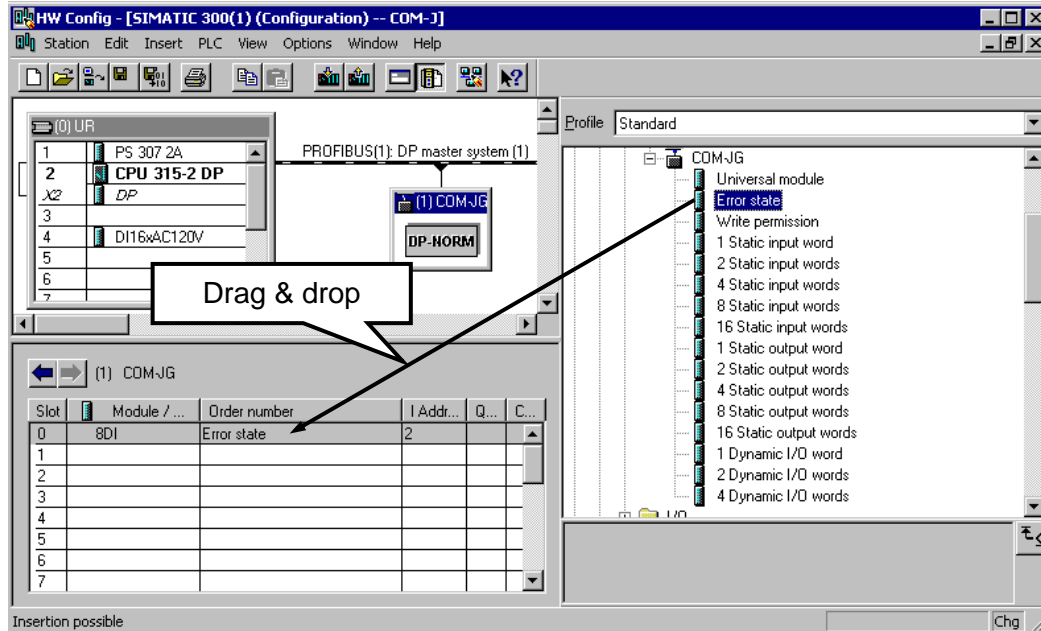 HW Config - [SIMATIC 300(1) (Configuration) -- COM-J]
Station Edit Insert PLC View Options Window Help
(0) UR
1 PS 307 2A
2 CPU 315-2 DP
X2 DP
3
4 DI16xAC120V
5
6
7
PROFIBUS(1): DP master system (1)
(1) COM-JG
DP-NORM
Drag & drop
Profile Standard
COM-JG
Universal module
Error state
Write permission
1 Static input word
2 Static input words
4 Static input words
8 Static input words
16 Static input words
1 Static output word
2 Static output words
4 Static output words
8 Static output words
16 Static output words
1 Dynamic I/O word
2 Dynamic I/O words
4 Dynamic I/O words
I/O
(1) COM-JG
Slot Module / ... Order number I Addr... Q... C...
0 8DI Error state 2
1
2
3
4
5
6
7
Insertion possible
Chg